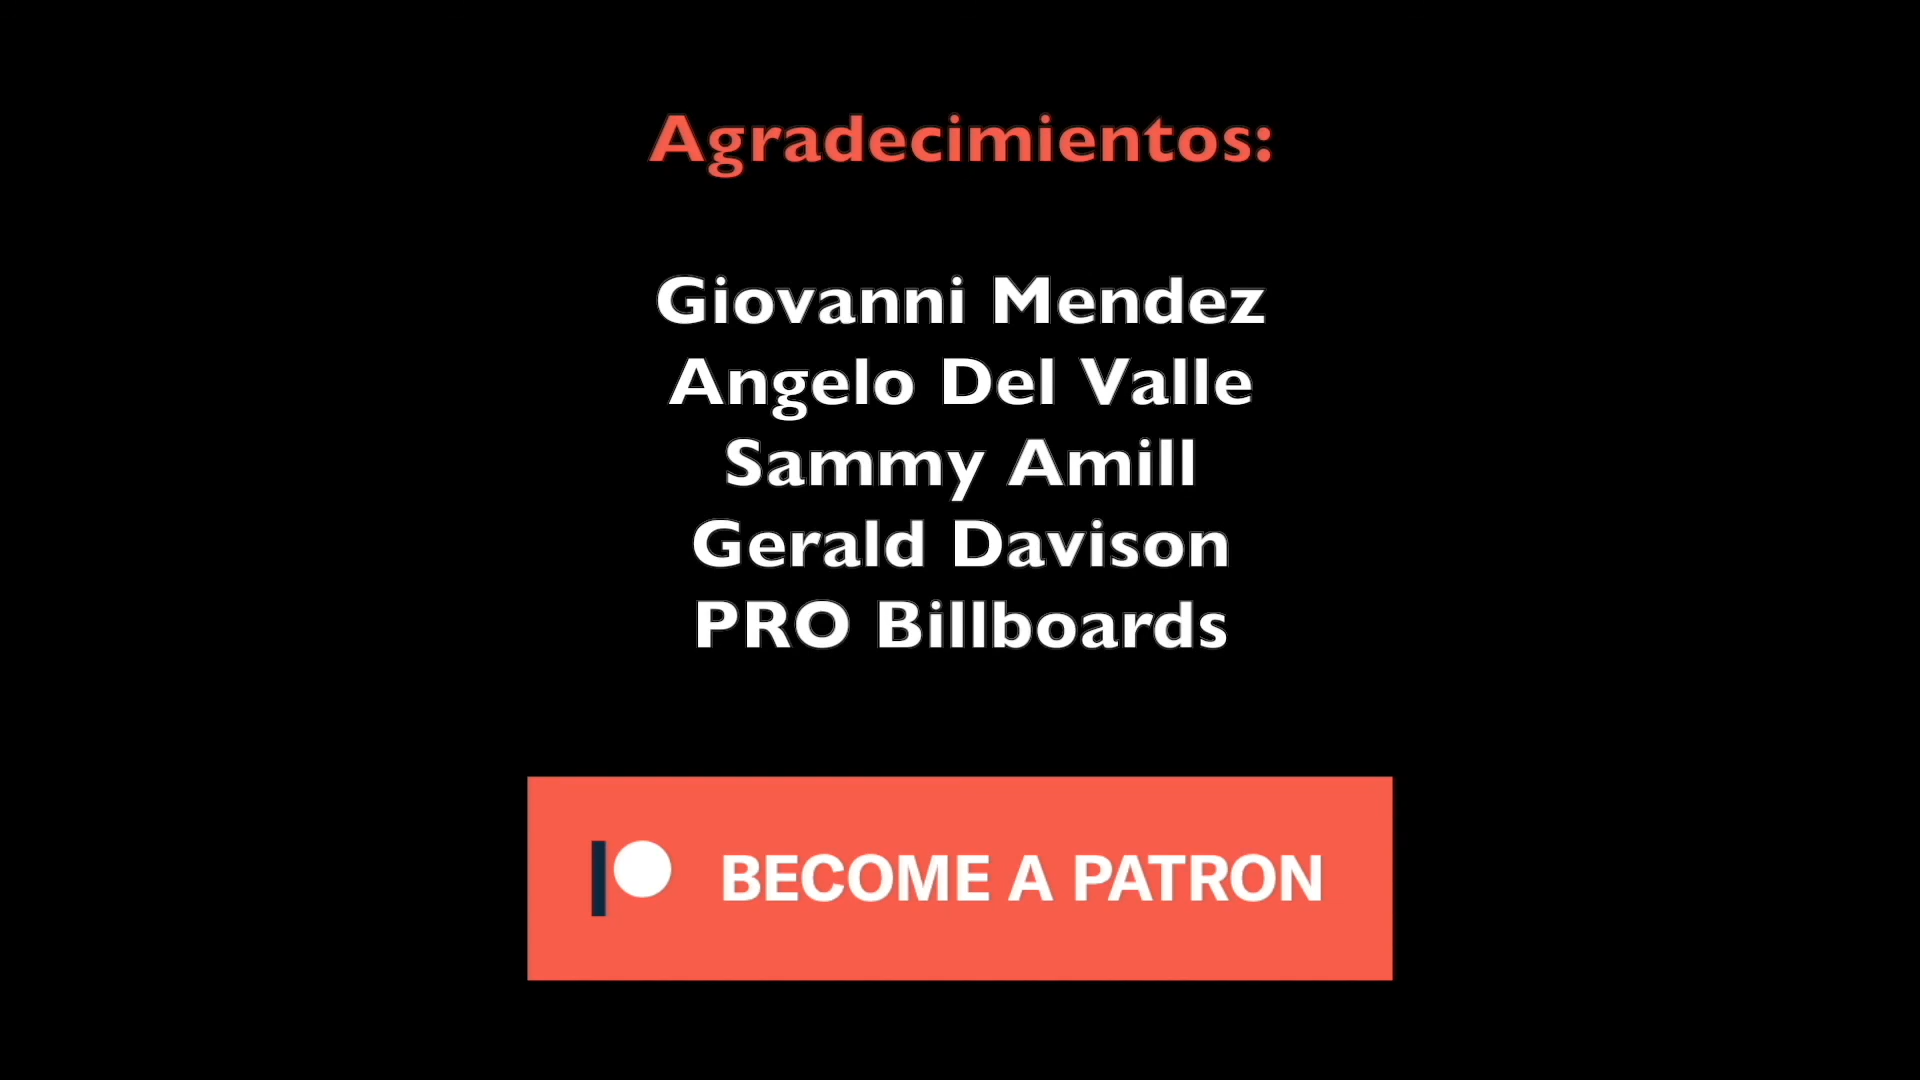 Agradecimientos:
Giovanni Mendez
Angelo Del Valle
Sammy Amill
Gerald Davison
PRO Billboards
BECOME A PATRON